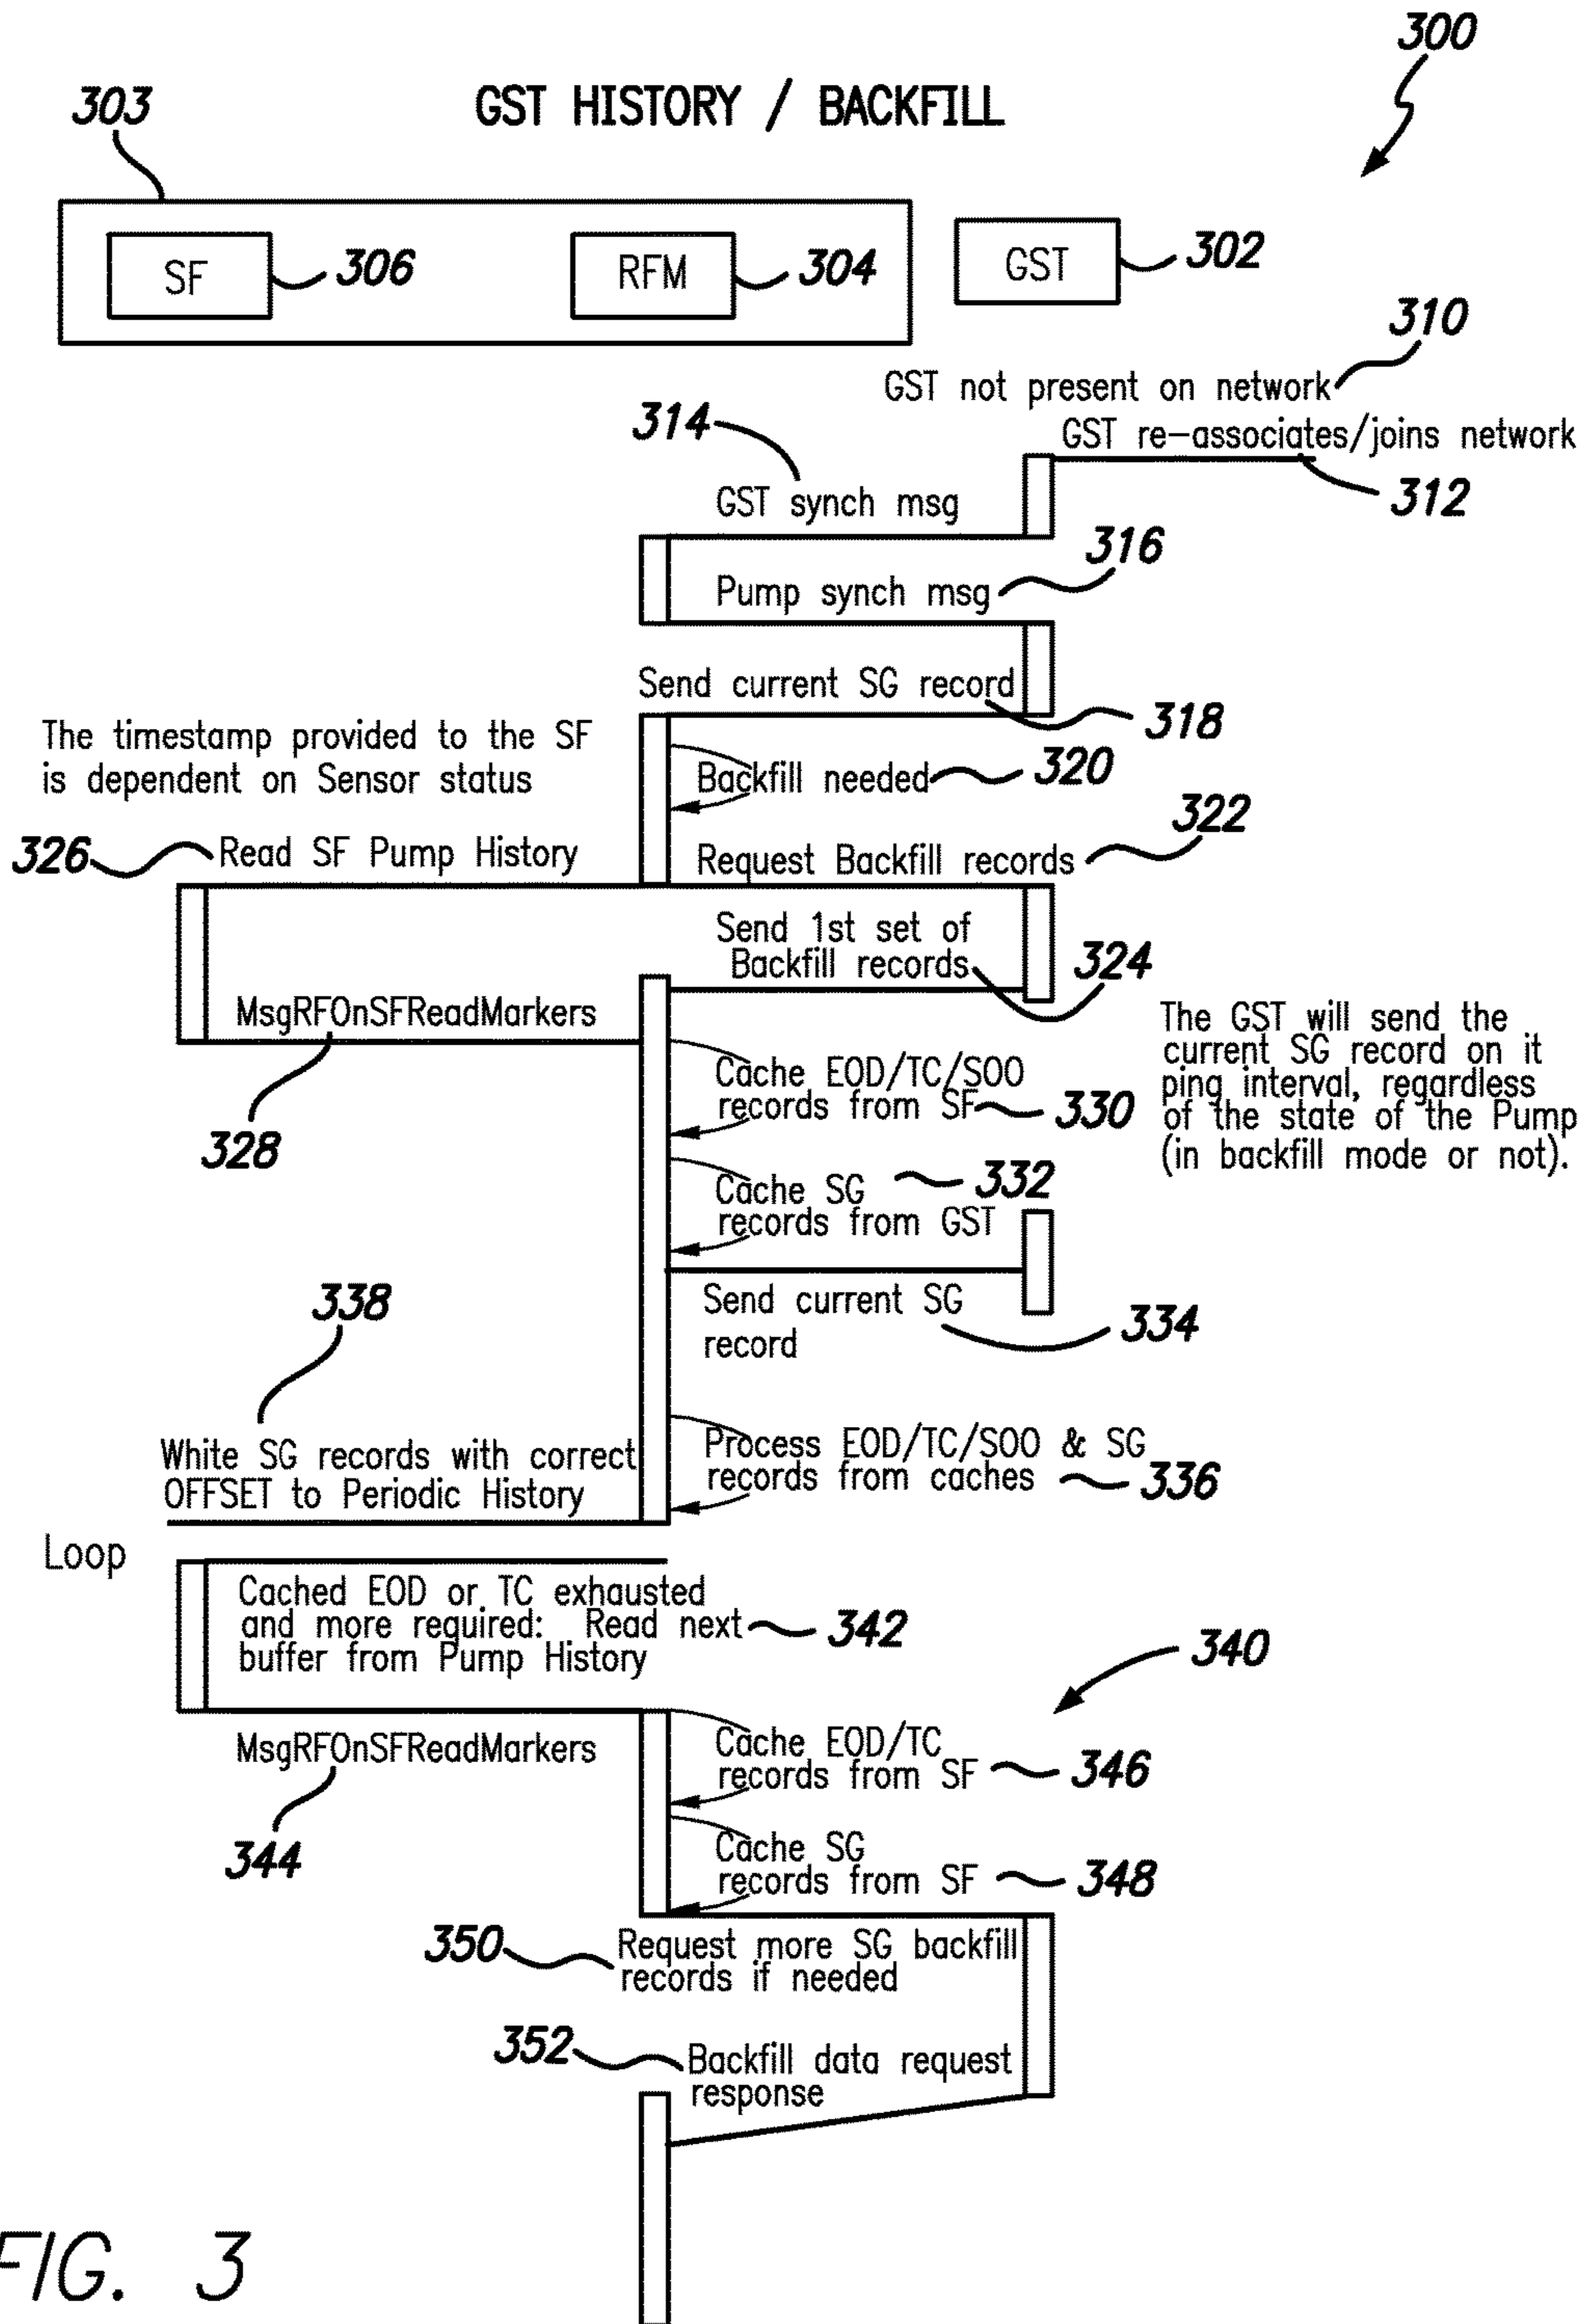 300
303
GST HISTORY / BACKFILL
SF
306
RFM
304
GST
302
310
GST not present on network
314
GST re-associates/joins network
312
GST synch msg
316
Pump synch msg
Send current SG record
318
The timestamp provided to the SF
is dependent on Sensor status
Backfill needed
320
322
326
Read SF Pump History
Request Backfill records
Send 1st set of
Backfill records
324
MsgRFOnSFReadMarkers
328
The GST will send the
current SG record on it
ping interval, regardless
of the state of the Pump
(in backfill mode or not).
Cache EOD/TC/SOO
records from SF
330
Cache SG
records from GST
332
Send current SG
record
334
338
White SG records with correct
OFFSET to Periodic History
Process EOD/TC/SOO & SG
records from caches
336
Loop
Cached EOD or TC exhausted
and more required: Read next
buffer from Pump History
342
340
MsgRFOnSFReadMarkers
344
Cache EOD/TC
records from SF
346
Cache SG
records from SF
348
350
Request more SG backfill
records if needed
352
Backfill data request
response
FIG. 3